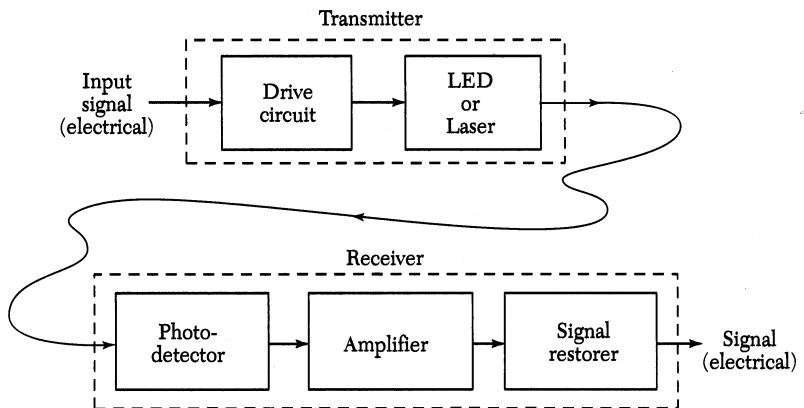 Transmitter
Input
signal
(electrical)
Drive
circuit
LED
or
Laser
Receiver
Photo-
detector
Amplifier
Signal
restorer
Signal
(electrical)